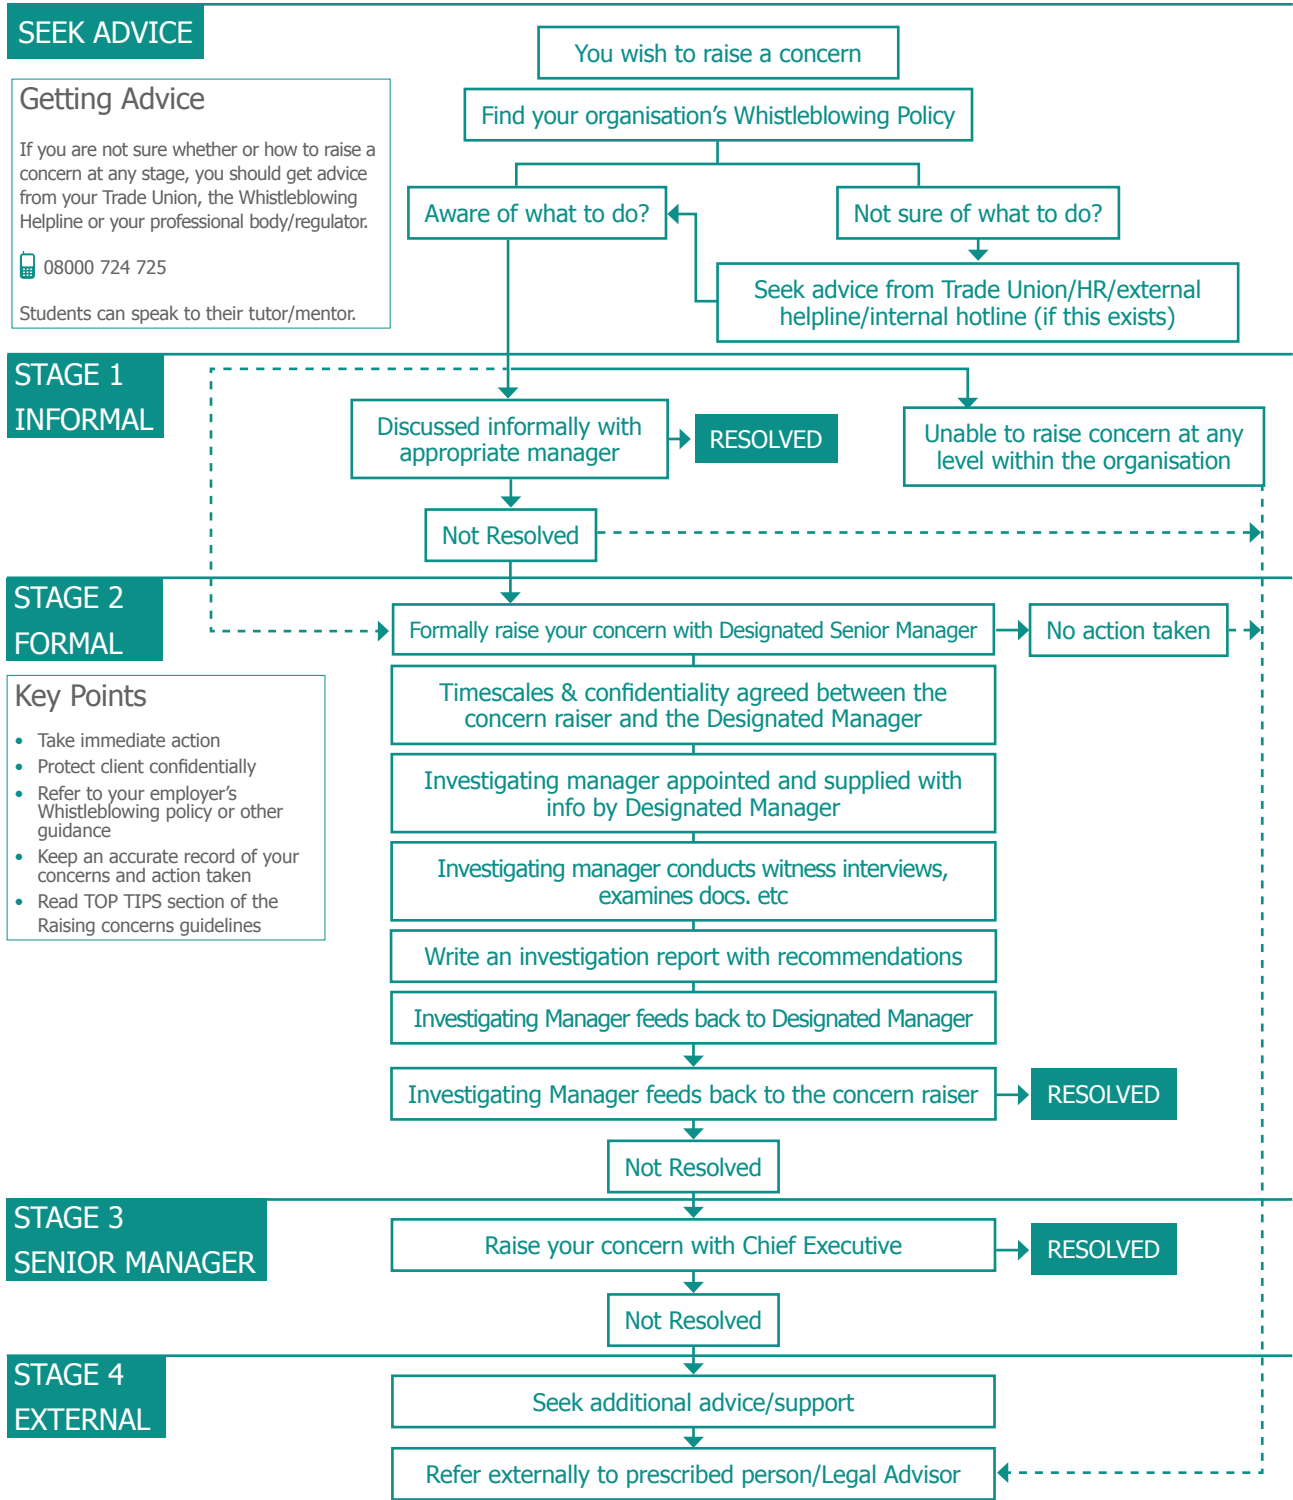 SEEK ADVICE
You wish to raise a concern
Getting Advice
If you are not sure whether or how to raise a
concern at any stage, you should get advice
from your Trade Union, the Whistleblowing
Helpline or your professional body/regulator.
08000 724 725
Students can speak to their tutor/mentor.
Find your organisation’s Whistleblowing Policy
Aware of what to do?
Not sure of what to do?
Seek advice from Trade Union/HR/external
helpline/internal hotline (if this exists)
STAGE 1
INFORMAL
Discussed informally with
appropriate manager
RESOLVED
Unable to raise concern at any
level within the organisation
Not Resolved
STAGE 2
FORMAL
Formally raise your concern with Designated Senior Manager
No action taken
Key Points
• Take immediate action
• Protect client confidentially
• Refer to your employer’s
Whistleblowing policy or other
guidance
• Keep an accurate record of your
concerns and action taken
• Read TOP TIPS section of the
Raising concerns guidelines
Timescales & confidentiality agreed between the
concern raiser and the Designated Manager
Investigating manager appointed and supplied with
info by Designated Manager
Investigating manager conducts witness interviews,
examines docs. etc
Write an investigation report with recommendations
Investigating Manager feeds back to Designated Manager
Investigating Manager feeds back to the concern raiser
RESOLVED
Not Resolved
STAGE 3
SENIOR MANAGER
Raise your concern with Chief Executive
RESOLVED
Not Resolved
STAGE 4
EXTERNAL
Seek additional advice/support
Refer externally to prescribed person/Legal Advisor